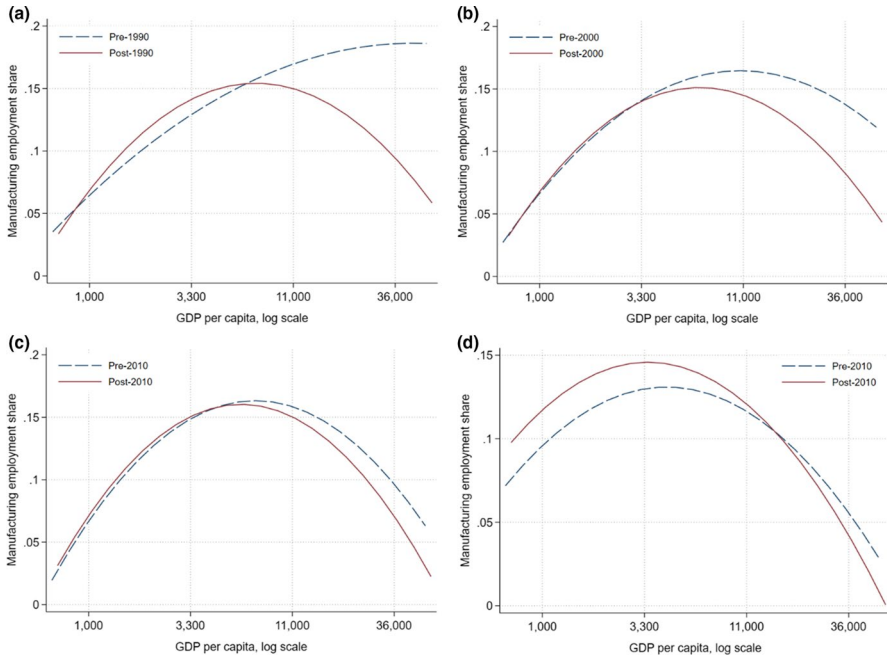 (a)
.2
.15
.1
.05
0
Manufacturing employment share
Pre-1990
Post-1990
1,000 3,300 11,000 36,000
GDP per capita, log scale
(b)
.2
.15
.1
.05
0
Manufacturing employment share
Pre-2000
Post-2000
1,000 3,300 11,000 36,000
GDP per capita, log scale
(c)
.2
.15
.1
.05
0
Manufacturing employment share
Pre-2010
Post-2010
1,000 3,300 11,000 36,000
GDP per capita, log scale
(d)
.15
.1
.05
0
Manufacturing employment share
Pre-2010
Post-2010
1,000 3,300 11,000 36,000
GDP per capita, log scale